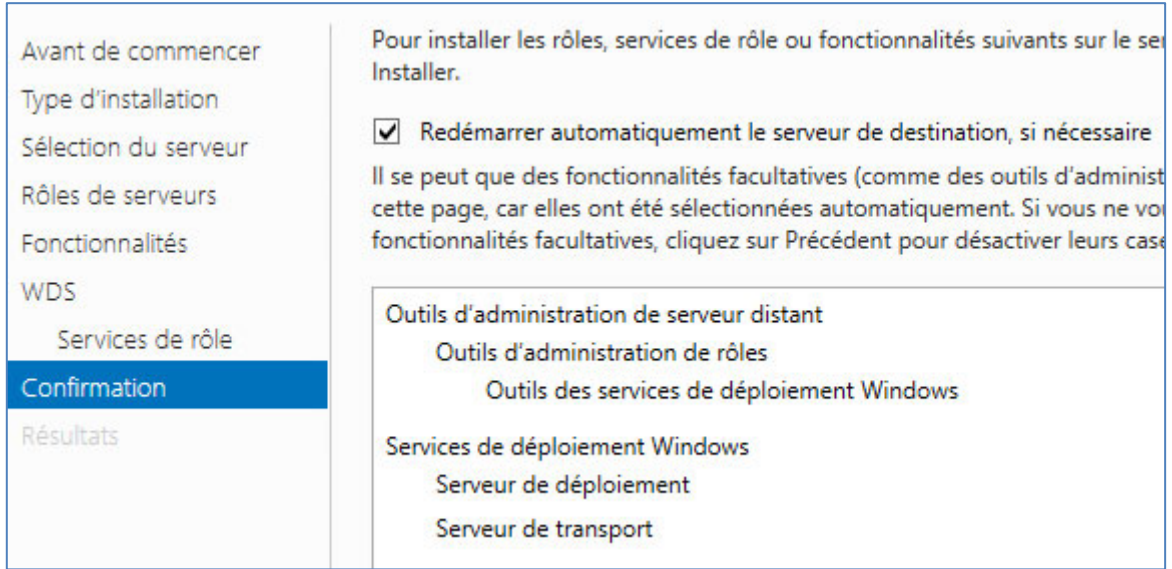 Avant de commencer
Type d'installation
Sélection du serveur
Rôles de serveurs
Fonctionnalités
WDS
Services de rôle
Confirmation
Résultats
Pour installer les rôles, services de rôle ou fonctionnalités suivants sur le
Installer.
Redémarrer automatiquement le serveur de destination, si nécessaire
Il se peut que des fonctionnalités facultatives (comme des outils
cette page, car elles ont été sélectionnées automatiquement. Si vous ne
fonctionnalités facultatives, cliquez sur Précédent pour désactiver leurs
Outils d'administration de serveur distant
Outils d'administration de rôles
Outils des services de déploiement Windows
Services de déploiement Windows
Serveur de déploiement
Serveur de transport